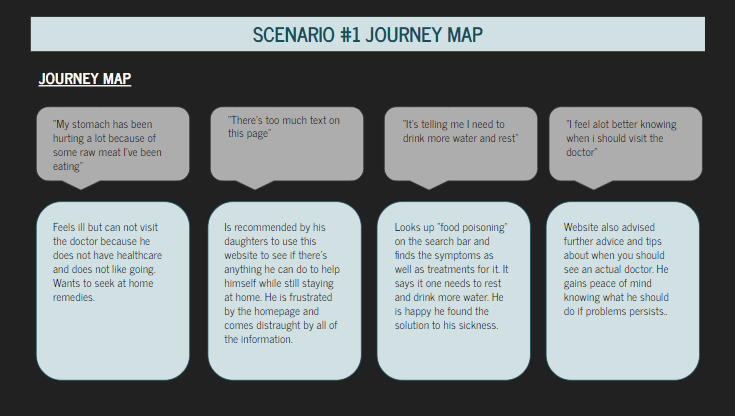 SCENARIO #1 JOURNEY MAP
JOURNEY MAP
"My stomach has been
hurting a lot because of
some raw meat I've been
eating"
"There's too much text on
this page"
"It's telling me I need to
drink more water and rest"
"I feel alot better knowing
when i should visit the
doctor"
Feels ill but can not visit
the doctor because he
does not have healthcare
and does not like going.
Wants to seek at home
remedies.
Is recommended by his
daughters to use this
website to see if there's
anything he can do to help
himself while still staying
at home. He is frustrated
by the homepage and
comes distraught by all of
the information.
Looks up "food poisoning"
on the search bar and
finds the symptoms as
well as treatments for it. It
says it one needs to rest
and drink more water. He
is happy he found the
solution to his sickness.
Website also advised
further advice and tips
about when you should
see an actual doctor. He
gains peace of mind
knowing what he should
do if problems persists..